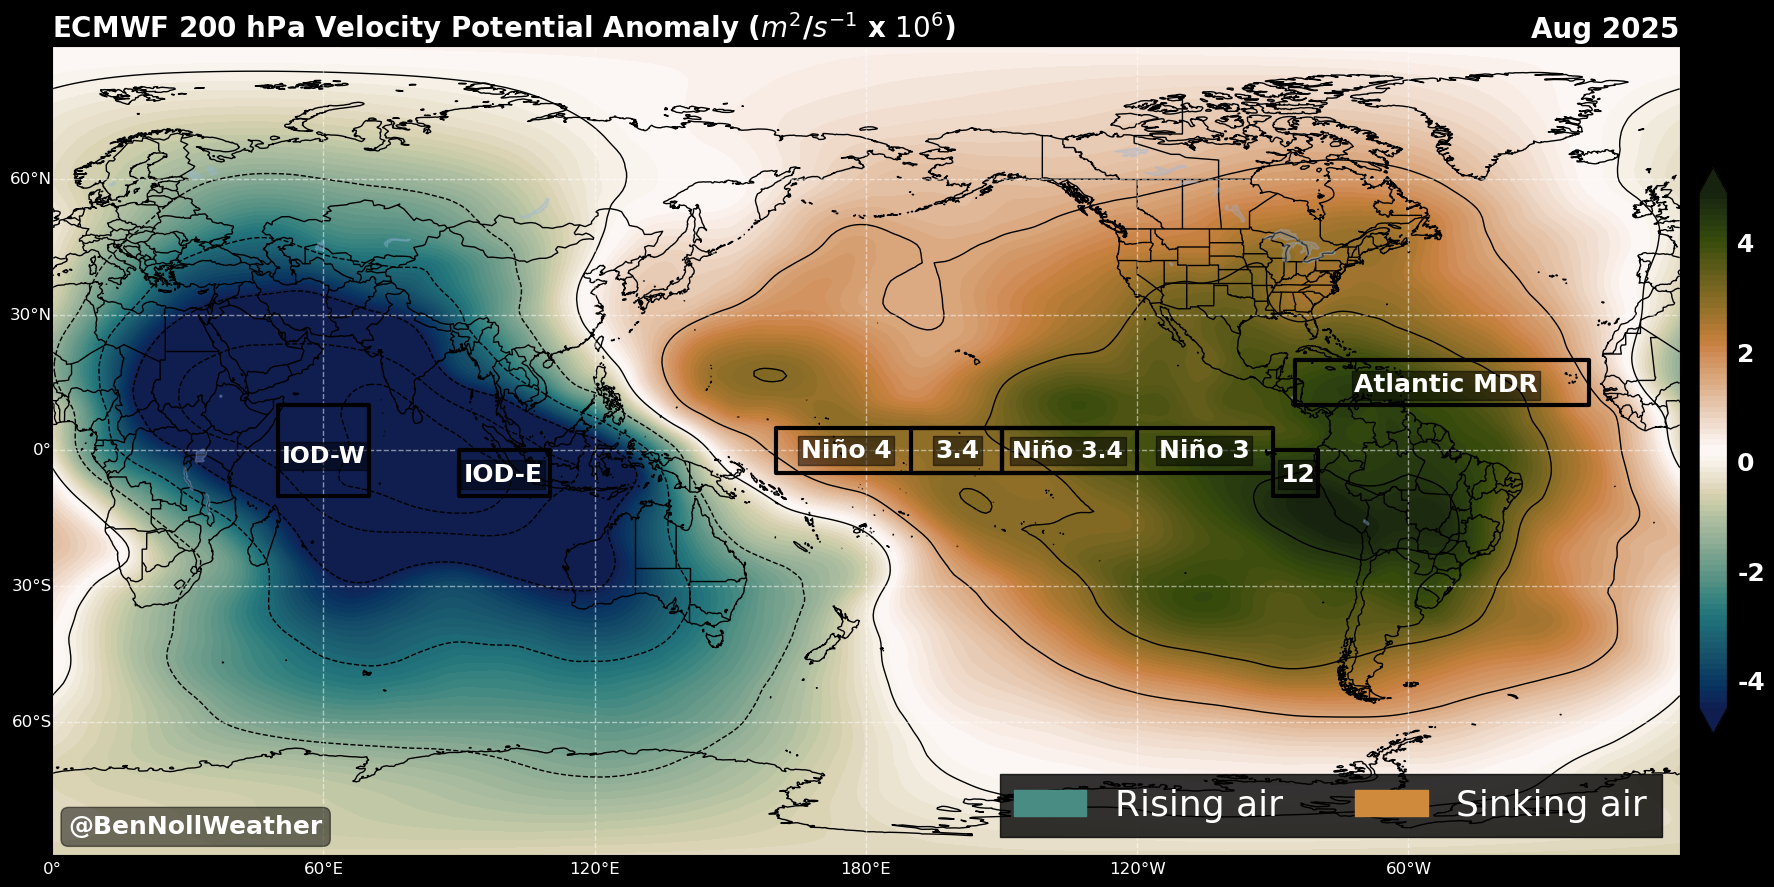 ECMWF 200 hPa Velocity Potential Anomaly (m²/s⁻¹ x 10⁶)
Aug 2025
60°N
30°N
0°
30°S
60°S
0°
60°E
120°E
180°E
120°W
60°W
IOD-W
IOD-E
Niño 4
3.4
Niño 3.4
Niño 3
12
Atlantic MDR
4
2
0
-2
-4
Rising air
Sinking air
@BenNollWeather